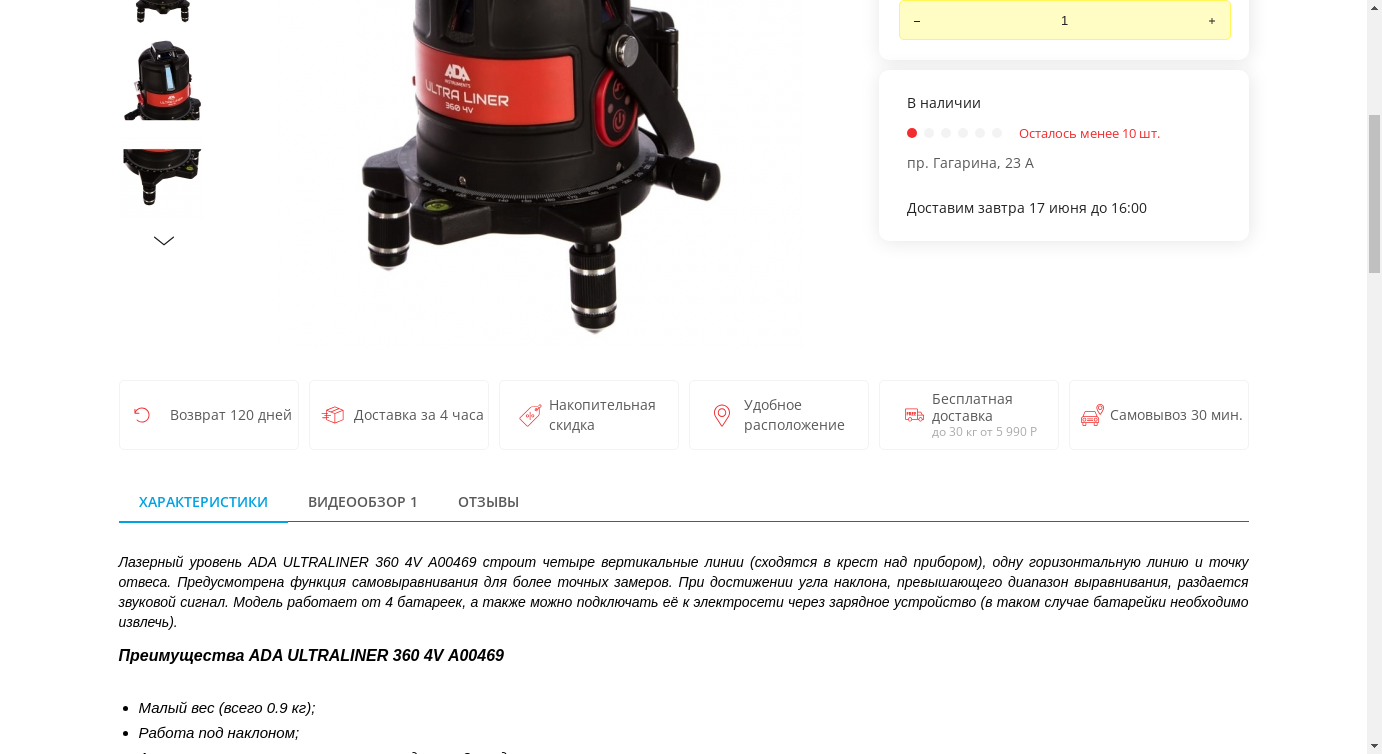 –
1
+
В наличии
Осталось менее 10 шт.
пр. Гагарина, 23 А
Доставим завтра 17 июня до 16:00
ADA
INSTRUMENTS
ULTRA LINER
360 4V
Возврат 120 дней
Доставка за 4 часа
Накопительная
скидка
Удобное
расположение
Бесплатная
доставка
до 30 кг от 5 990 Р
Самовывоз 30 мин.
ХАРАКТЕРИСТИКИ
ВИДЕООБЗОР 1
ОТЗЫВЫ
Лазерный уровень ADA ULTRALINER 360 4V А00469 строит четыре вертикальные линии (сходятся в крест над прибором), одну горизонтальную линию и точку
отвеса. Предусмотрена функция самовыравнивания для более точных замеров. При достижении угла наклона, превышающего диапазон выравнивания, раздается
звуковой сигнал. Модель работает от 4 батареек, а также можно подключать её к электросети через зарядное устройство (в таком случае батарейки необходимо
извлечь).
Преимущества ADA ULTRALINER 360 4V А00469
Малый вес (всего 0.9 кг);
Работа под наклоном;